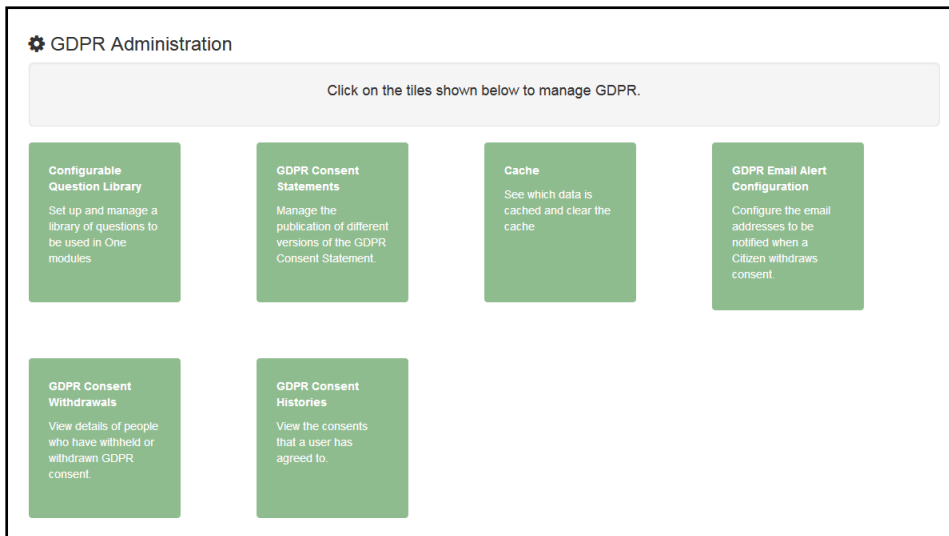 GDPR Administration
Click on the tiles shown below to manage GDPR.
Configurable
Question Library
Set up and manage a
library of questions to
be used in One
modules
GDPR Consent
Statements
Manage the
publication of different
versions of the GDPR
Consent Statement.
Cache
See which data is
cached and clear the
cache
GDPR Email Alert
Configuration
Configure the email
addresses to be
notified when a
Citizen withdraws
consent.
GDPR Consent
Withdrawals
View details of people
who have withheld or
withdrawn GDPR
consent.
GDPR Consent
Histories
View the consents
that a user has
agreed to.